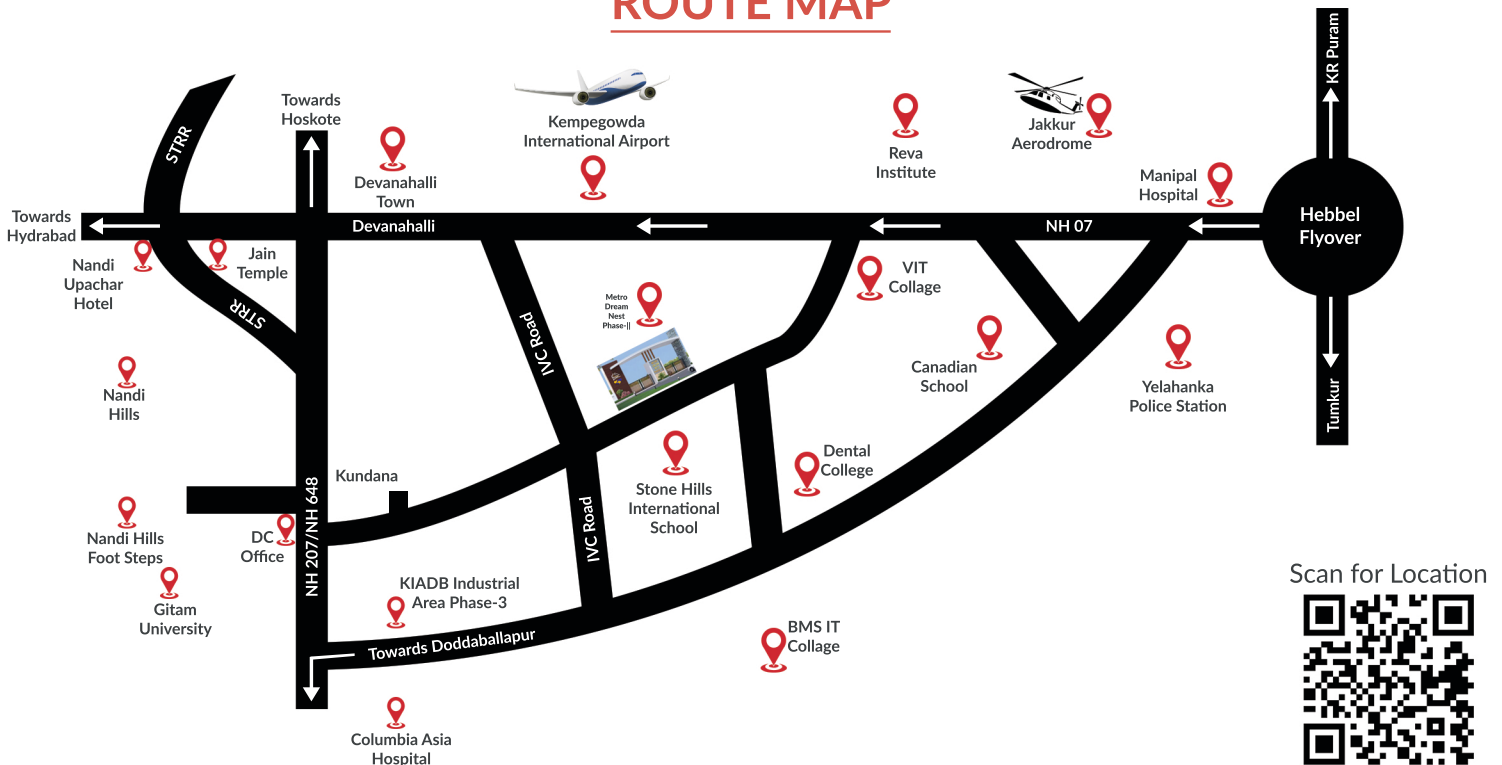 ROUTE MAP
KR Puram
STRR
Towards
Hoskote
Kempegowda
International Airport
Jakkur
Aerodrome
Reva
Institute
Devanahalli
Town
Manipal
Hospital
Towards
Hydrabad
Devanahalli
NH 07
Hebbel
Flyover
Nandi
Upachar
Hotel
Jain
Temple
STRR
VIT
Collage
Metro
Dream
Nest
Phase-||
IVC Road
Canadian
School
Yelahanka
Police Station
Tumkur
Nandi
Hills
Kundana
Dental
College
Stone Hills
International
School
NH 207/NH 648
IVC Road
Nandi Hills
Foot Steps
DC
Office
Gitam
University
KIADB Industrial
Area Phase-3
Towards Doddaballapur
BMS IT
Collage
Scan for Location
Columbia Asia
Hospital